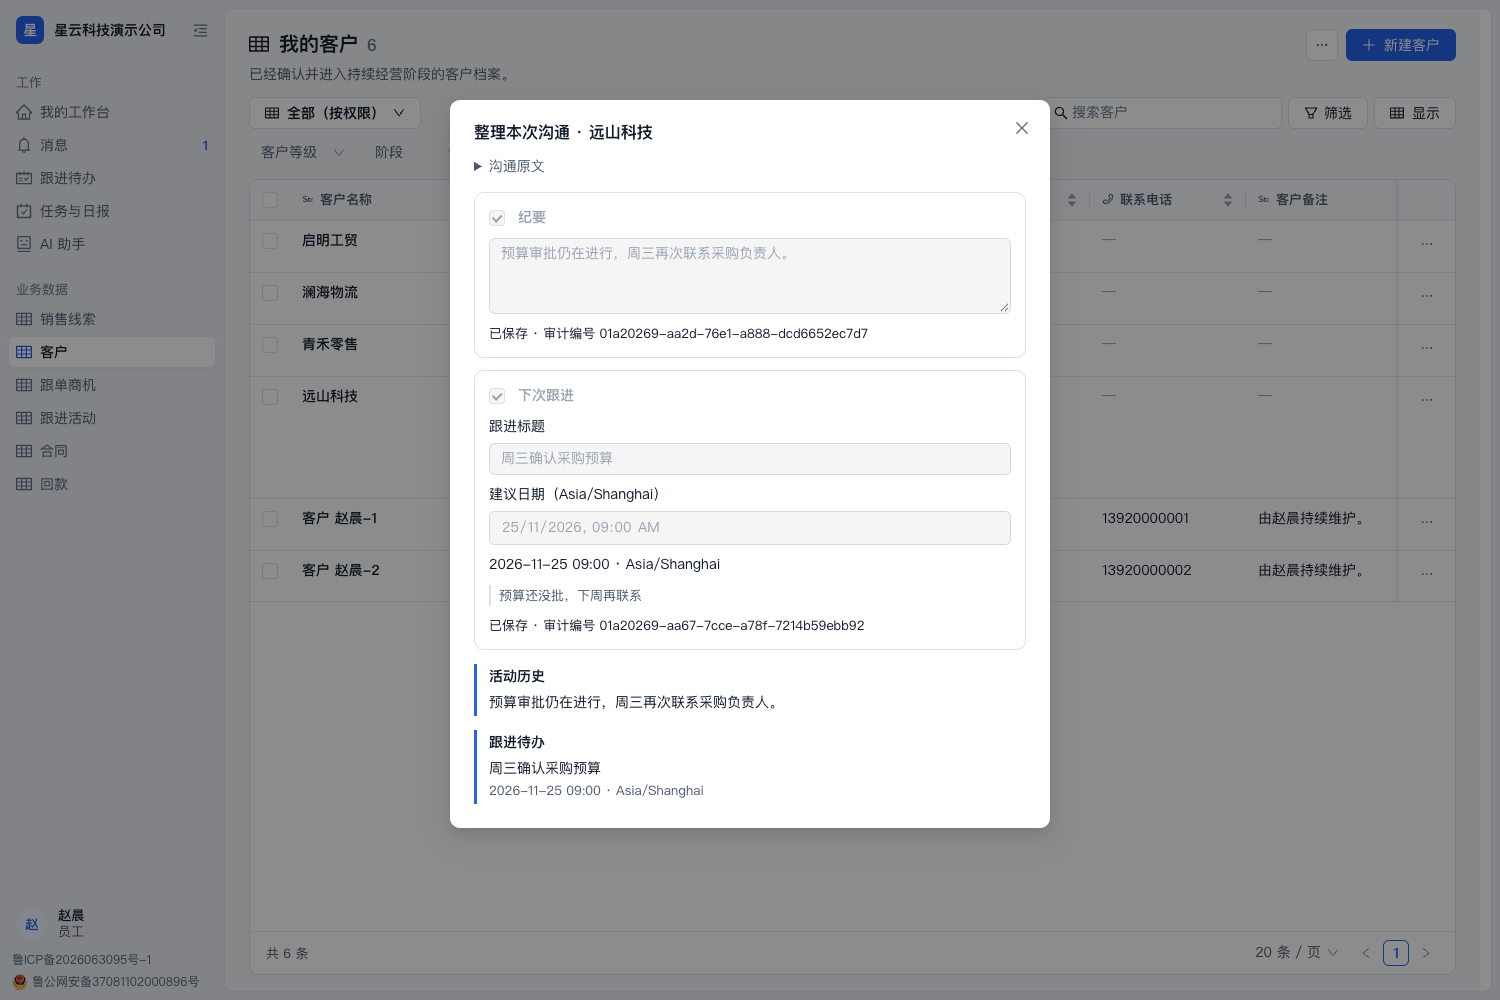 星 星云科技演示公司
工作
我的工作台
消息 1
跟进待办
任务与日报
AI 助手
业务数据
销售线索
客户
跟单商机
跟进活动
合同
回款
赵 赵晨
员工
鲁ICP备2026063095号-1
鲁公网安备37081102000896号
我的客户 6
已经确认并进入持续经营阶段的客户档案。
··· + 新建客户
全部（按权限）
搜索客户
筛选
显示
客户等级
阶段
Str 客户名称
联系电话
Str 客户备注
启明工贸 — — ···
澜海物流 — — ···
青禾零售 — — ···
远山科技 — — ···
客户 赵晨-1 13920000001 由赵晨持续维护。 ···
客户 赵晨-2 13920000002 由赵晨持续维护。 ···
共 6 条
20 条 / 页
< 1 >
整理本次沟通 · 远山科技
沟通原文
纪要
预算审批仍在进行，周三再次联系采购负责人。
已保存 · 审计编号 01a20269-aa2d-76e1-a888-dcd6652ec7d7
下次跟进
跟进标题
周三确认采购预算
建议日期（Asia/Shanghai）
25/11/2026, 09:00 AM
2026-11-25 09:00 · Asia/Shanghai
预算还没批，下周再联系
已保存 · 审计编号 01a20269-aa67-7cce-a78f-7214b59ebb92
活动历史
预算审批仍在进行，周三再次联系采购负责人。
跟进待办
周三确认采购预算
2026-11-25 09:00 · Asia/Shanghai